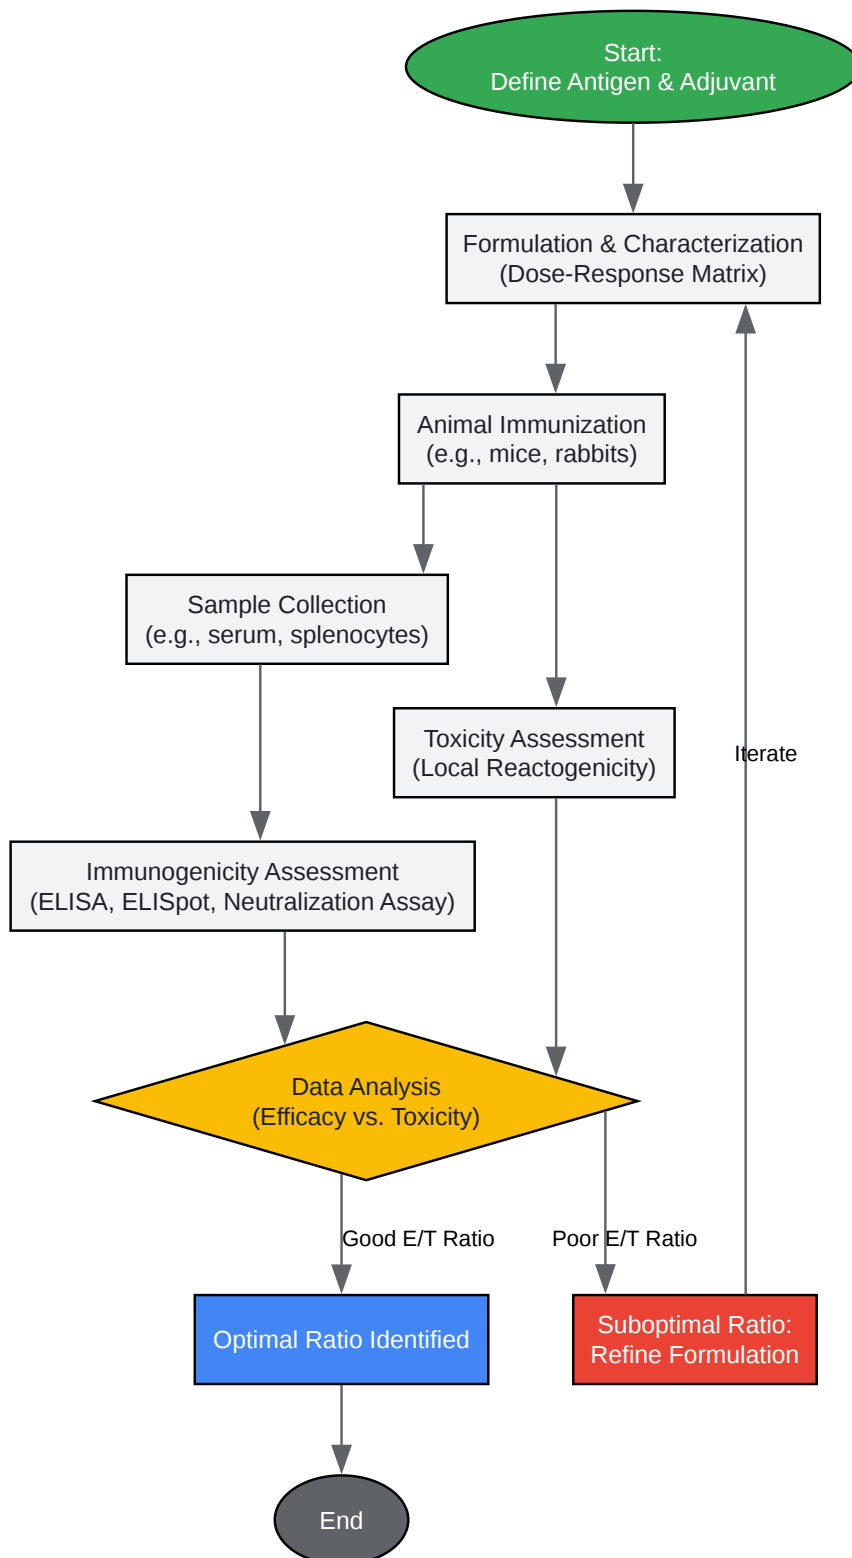 Start:
Define Antigen & Adjuvant
Formulation & Characterization
(Dose-Response Matrix)
Animal Immunization
(e.g., mice, rabbits)
Sample Collection
(e.g., serum, splenocytes)
Toxicity Assessment
(Local Reactogenicity)
Iterate
Immunogenicity Assessment
(ELISA, ELISpot, Neutralization Assay)
Data Analysis
(Efficacy vs. Toxicity)
Good E/T Ratio
Poor E/T Ratio
Optimal Ratio Identified
Suboptimal Ratio:
Refine Formulation
End